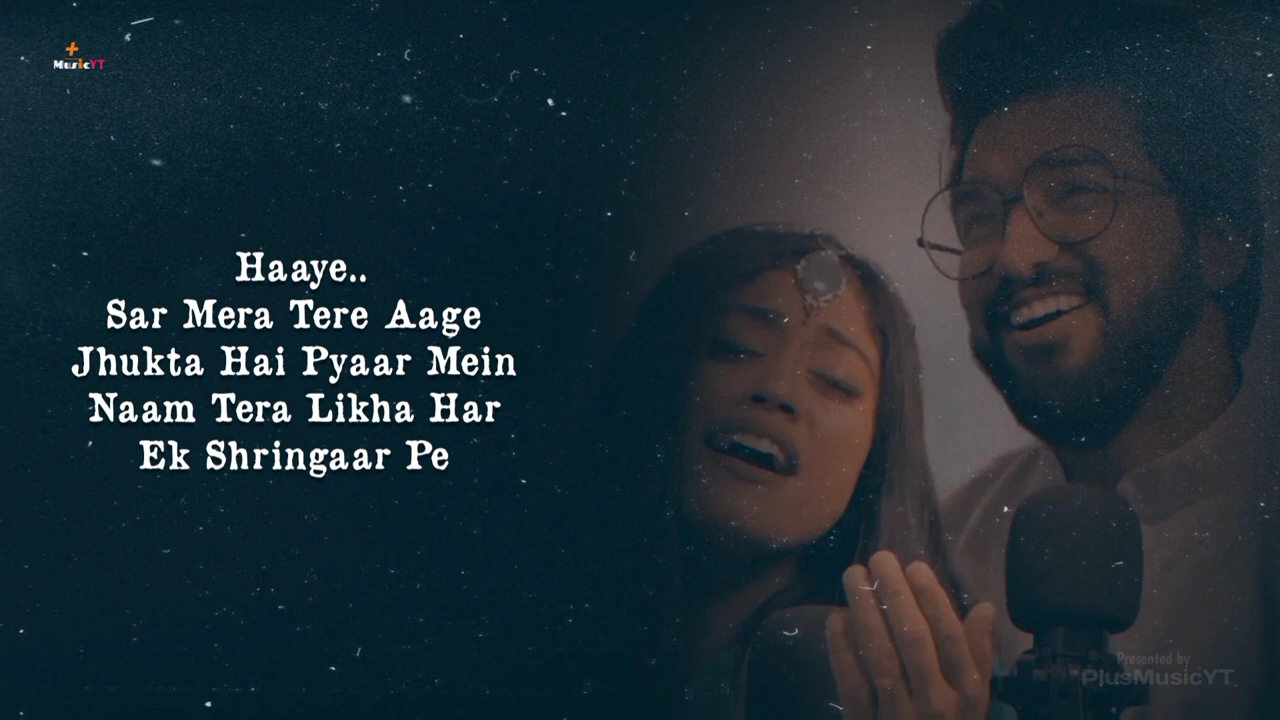 +
MusicYT
Haaye..
Sar Mera Tere Aage
Jhukta Hai Pyaar Mein
Naam Tera Likha Har
Ek Shringaar Pe
Presented by
PlusMusicYT